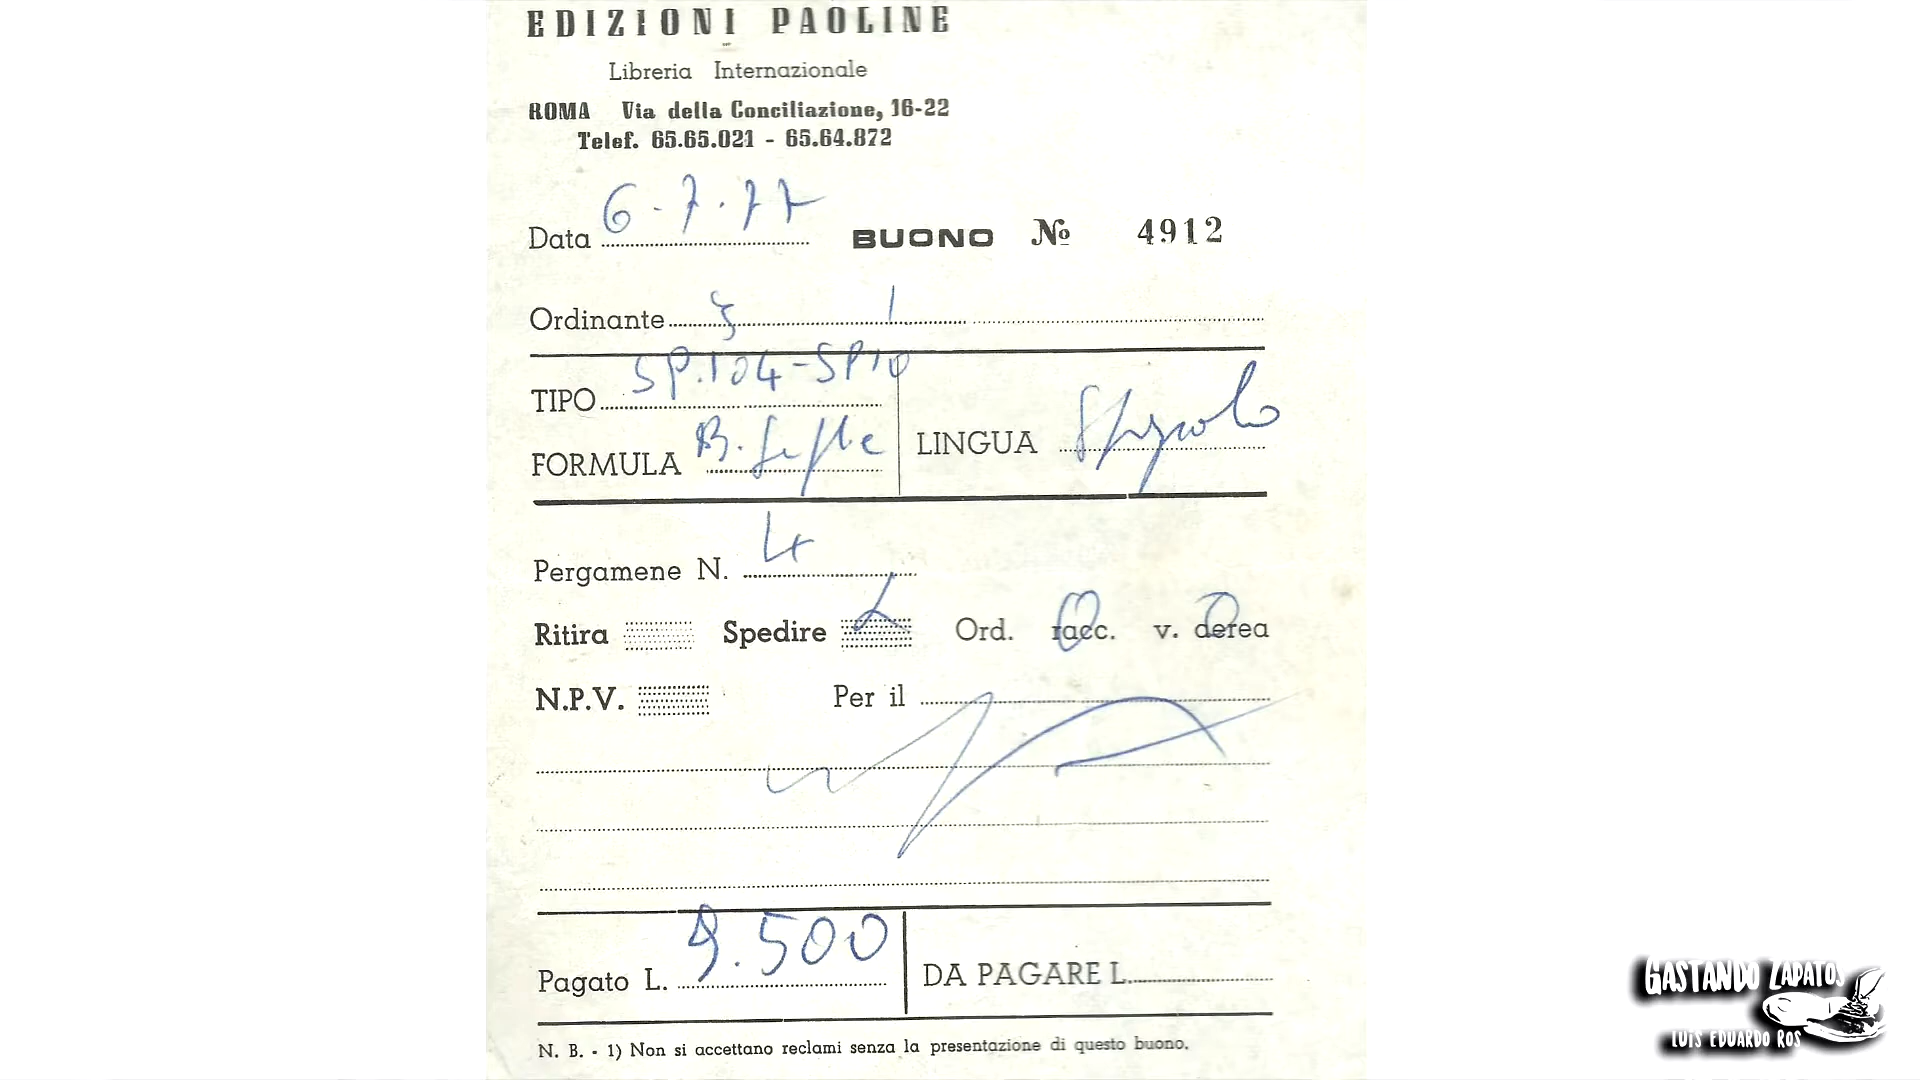 EDIZIONI PAOLINE
Libreria Internazionale
ROMA Via della Conciliazione, 16-22
Telef. 65.65.021 - 65.64.872
Data 6-7.77 BUONO № 4912
Ordinante
TIPO SP.104-SP10
FORMULA B. LINGUA Spagnolo
Pergamene N. 4
Ritira Spedire Ord. racc. v. aerea
N.P.V. Per il
Pagato L. 9.500 DA PAGARE L.
N. B. - 1) Non si accettano reclami senza la presentazione di questo buono.
GASTANDO ZAPATOS
LUIS EDUARDO ROS